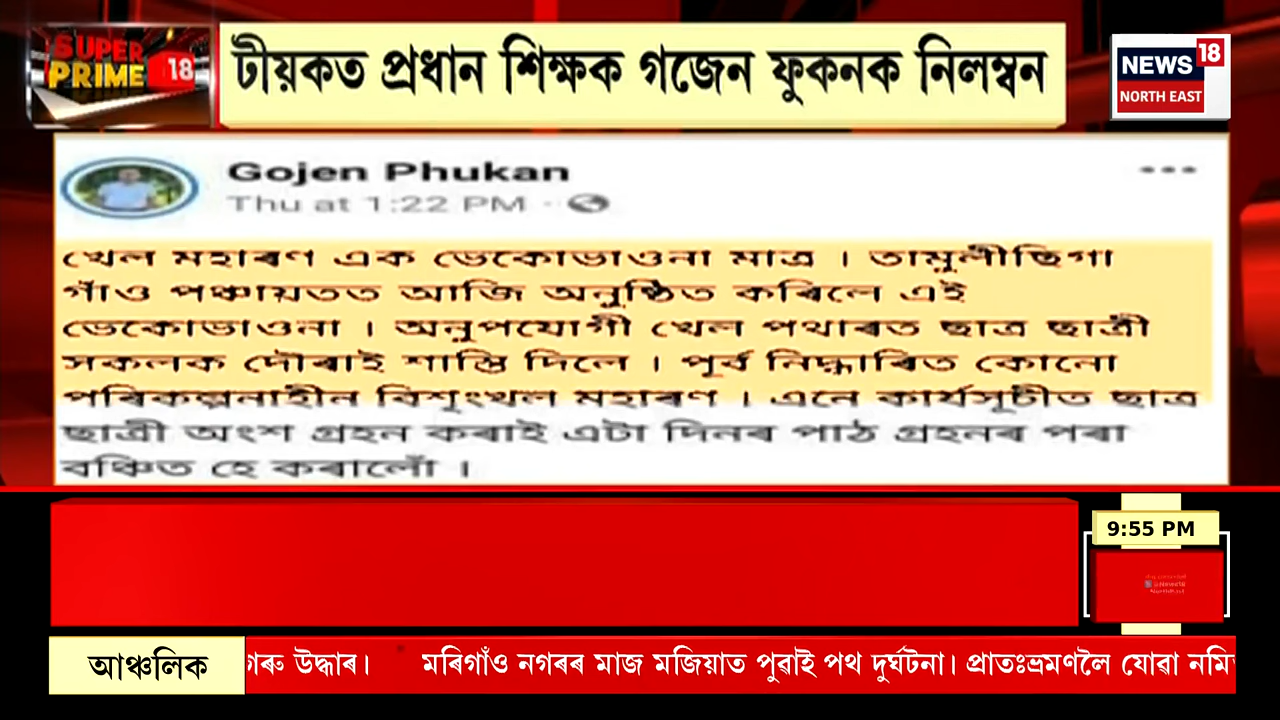 SUPER
PRIME 18
টীয়কত প্ৰধান শিক্ষক গজেন ফুকনক নিলম্বন
NEWS 18
NORTH EAST
Gojen Phukan
Thu at 1:22 PM
খেল মহাৰণ এক ভেকোভাওনা মাত্ৰ । তামুলীছিগা
গাঁও পঞ্চায়তত আজি অনুষ্ঠিত কৰিলে এই
ভেকোভাওনা । অনুপযোগী খেল পথাৰত ছাত্ৰ ছাত্ৰী
সকলক দৌৰাই শাস্তি দিলে । পূৰ্ব নিদ্ধাৰিত কোনো
পৰিকল্পনাহীন বিশৃংখল মহাৰণ । এনে কাৰ্যসূচীত ছাত্ৰ
ছাত্ৰী অংশ গ্ৰহন কৰাই এটা দিনৰ পাঠ গ্ৰহনৰ পৰা
বঞ্চিত হে কৰালোঁ ।
9:55 PM
আঞ্চলিক
গৰু উদ্ধাৰ। মৰিগাঁও নগৰৰ মাজ মজিয়াত পুৱাই পথ দুৰ্ঘটনা। প্ৰাতঃভ্ৰমণলৈ যোৱা